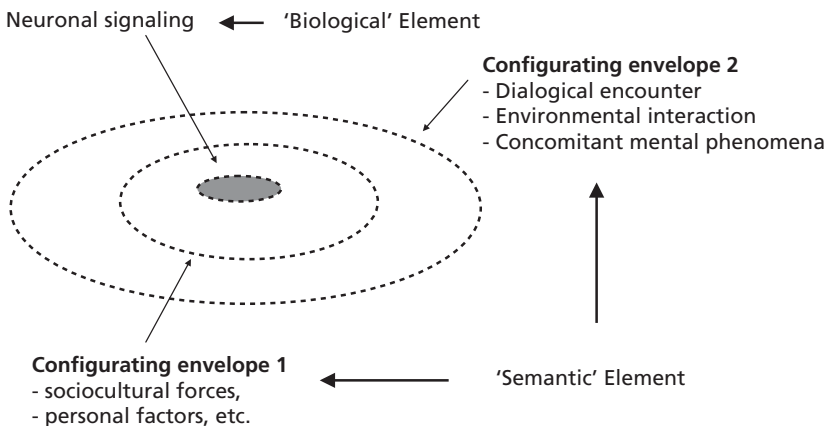 Neuronal signaling
‘Biological’ Element
Configurating envelope 2
- Dialogical encounter
- Environmental interaction
- Concomitant mental phenomena
Configurating envelope 1
- sociocultural forces,
- personal factors, etc.
‘Semantic’ Element